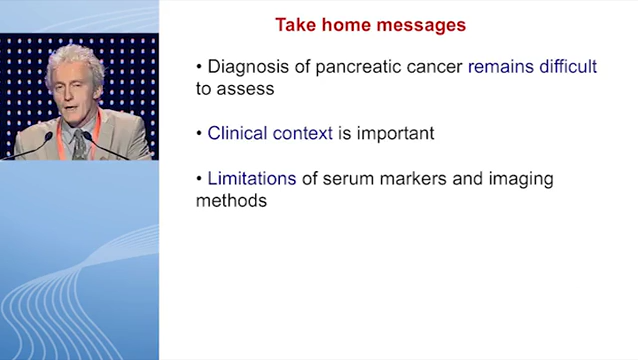 Take home messages
• Diagnosis of pancreatic cancer remains difficult
to assess
• Clinical context is important
• Limitations of serum markers and imaging
methods